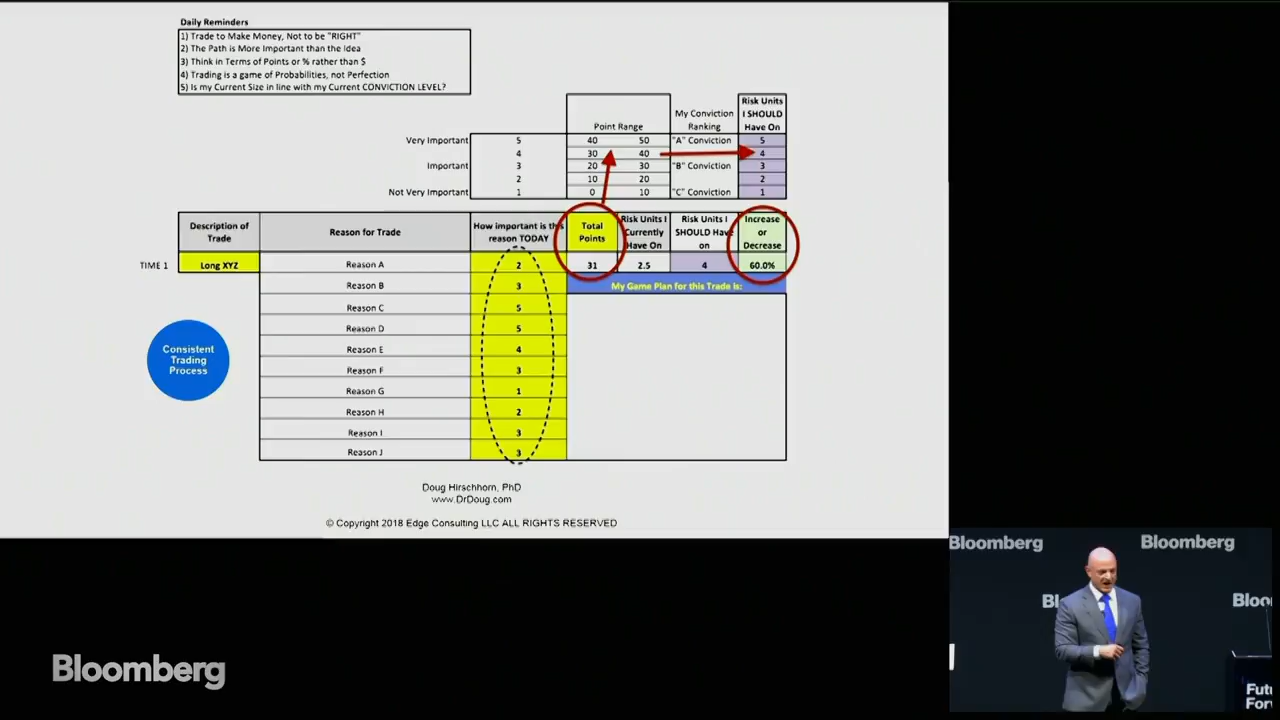 Daily Reminders
1) Trade to Make Money, Not to be "RIGHT"
2) The Path is More Important than the Idea
3) Think in Terms of Points or % rather than $
4) Trading is a game of Probabilities, not Perfection
5) Is my Current Size in line with my Current CONVICTION LEVEL?
Point Range
My Conviction Ranking
Risk Units I SHOULD Have On
Very Important 5 40 50 "A" Conviction 5
4 30 40 4
Important 3 20 30 "B" Conviction 3
2 10 20 2
Not Very Important 1 0 10 "C" Conviction 1
Description of Trade
Reason for Trade
How important is this reason TODAY
Total Points
Risk Units I Currently Have On
Risk Units I SHOULD Have on
Increase or Decrease
TIME 1 Long XYZ Reason A 2 31 2.5 4 60.0%
Reason B 3 My Game Plan for this Trade Is:
Reason C 5
Reason D 5
Reason E 4
Reason F 3
Reason G 1
Reason H 2
Reason I 3
Reason J 3
Consistent
Trading
Process
Doug Hirschhorn, PhD
www.DrDoug.com
© Copyright 2018 Edge Consulting LLC ALL RIGHTS RESERVED
Bloomberg
Bloomberg Bloomberg
Bl Bloo
Futu
For